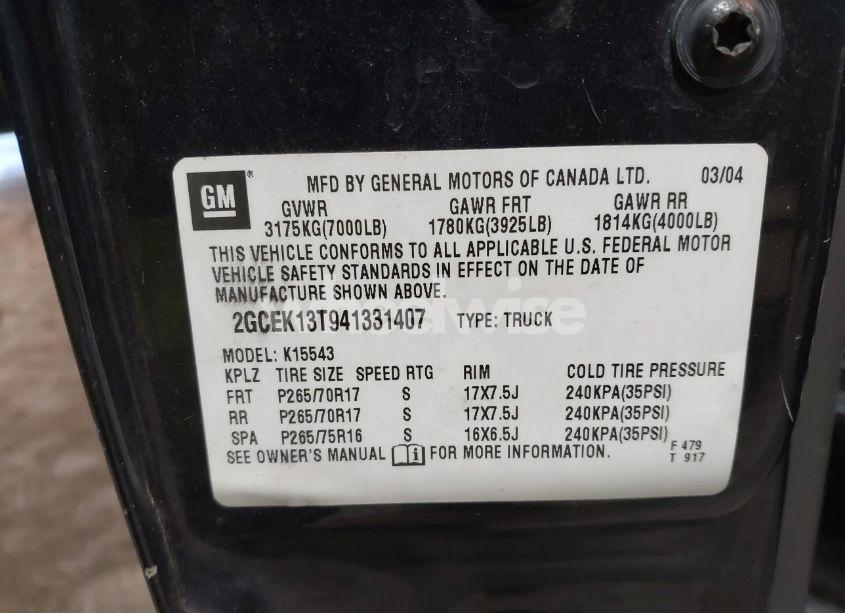 GM ® MFD BY GENERAL MOTORS OF CANADA LTD. 03/04
GVWR GAWR FRT GAWR RR
3175KG(7000LB) 1780KG(3925LB) 1814KG(4000LB)
THIS VEHICLE CONFORMS TO ALL APPLICABLE U.S. FEDERAL MOTOR
VEHICLE SAFETY STANDARDS IN EFFECT ON THE DATE OF
MANUFACTURE SHOWN ABOVE.
2GCEK13T941331407 TYPE: TRUCK
MODEL: K15543
KPLZ TIRE SIZE SPEED RTG RIM COLD TIRE PRESSURE
FRT P265/70R17 S 17X7.5J 240KPA(35PSI)
RR P265/70R17 S 17X7.5J 240KPA(35PSI)
SPA P265/75R16 S 16X6.5J 240KPA(35PSI)
SEE OWNER'S MANUAL FOR MORE INFORMATION.
F 479
T 917